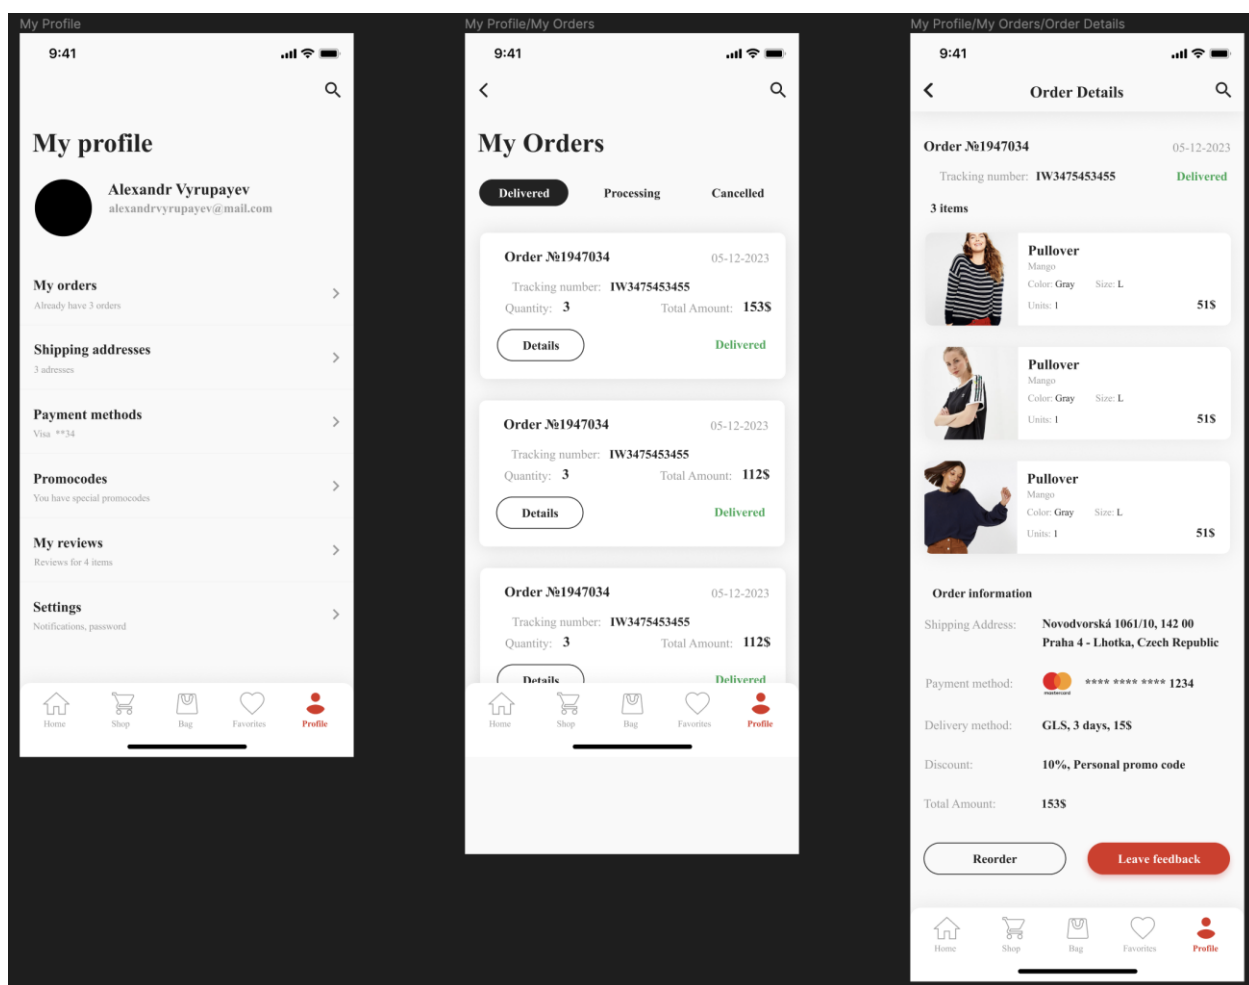 My Profile
9:41
My profile
Alexandr Vyrupayev
alexandrvyrupayev@mail.com
My orders
Already have 3 orders
Shipping addresses
3 adresses
Payment methods
Visa **34
Promocodes
You have special promocodes
My reviews
Reviews for 4 items
Settings
Notifications, password
Home Shop Bag Favorites Profile
My Profile/My Orders
9:41
My Orders
Delivered Processing Cancelled
Order №1947034 05-12-2023
Tracking number: IW3475453455
Quantity: 3 Total Amount: 153$
Details Delivered
Order №1947034 05-12-2023
Tracking number: IW3475453455
Quantity: 3 Total Amount: 112$
Details Delivered
Order №1947034 05-12-2023
Tracking number: IW3475453455
Quantity: 3 Total Amount: 112$
Details Delivered
Home Shop Bag Favorites Profile
My Profile/My Orders/Order Details
9:41
Order Details
Order №1947034 05-12-2023
Tracking number: IW3475453455 Delivered
3 items
Pullover
Mango
Color: Gray Size: L
Units: 1 51$
Pullover
Mango
Color: Gray Size: L
Units: 1 51$
Pullover
Mango
Color: Gray Size: L
Units: 1 51$
Order information
Shipping Address: Novodvorská 1061/10, 142 00
Praha 4 - Lhotka, Czech Republic
Payment method: mastercard **** **** **** 1234
Delivery method: GLS, 3 days, 15$
Discount: 10%, Personal promo code
Total Amount: 153$
Reorder Leave feedback
Home Shop Bag Favorites Profile